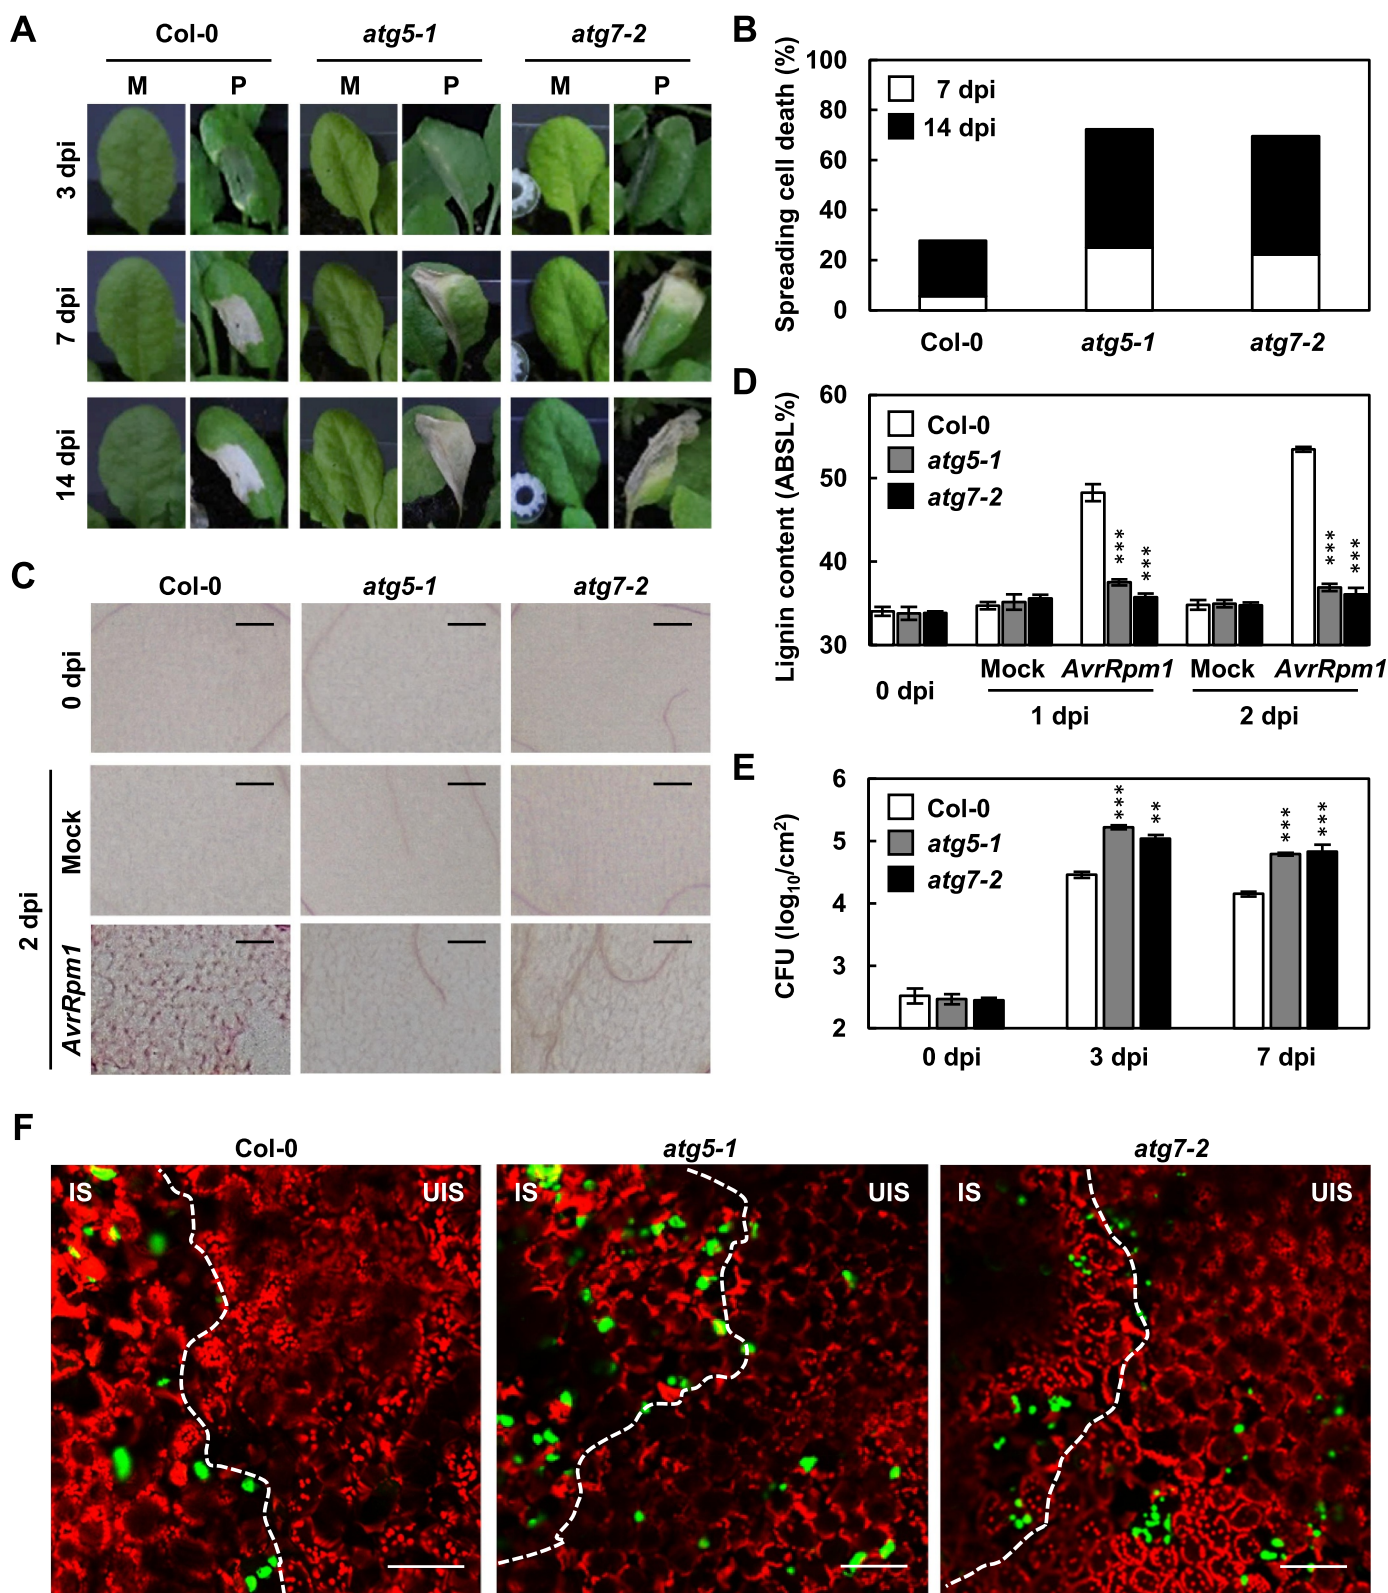 A
Col-0 atg5-1 atg7-2
M P M P M P
3 dpi
7 dpi
14 dpi
B
Spreading cell death (%)
100
80
60
40
20
0
7 dpi
14 dpi
Col-0 atg5-1 atg7-2
C
Col-0 atg5-1 atg7-2
0 dpi
2 dpi
Mock
AvrRpm1
D
Lignin content (ABSL%)
60
50
40
30
Col-0
atg5-1
atg7-2
*** *** *** ***
Mock AvrRpm1 Mock AvrRpm1
0 dpi
1 dpi 2 dpi
E
CFU (log10/cm2)
6
5
4
3
2
Col-0
atg5-1
atg7-2
*** ** *** ***
0 dpi 3 dpi 7 dpi
F
Col-0 atg5-1 atg7-2
IS UIS IS UIS IS UIS